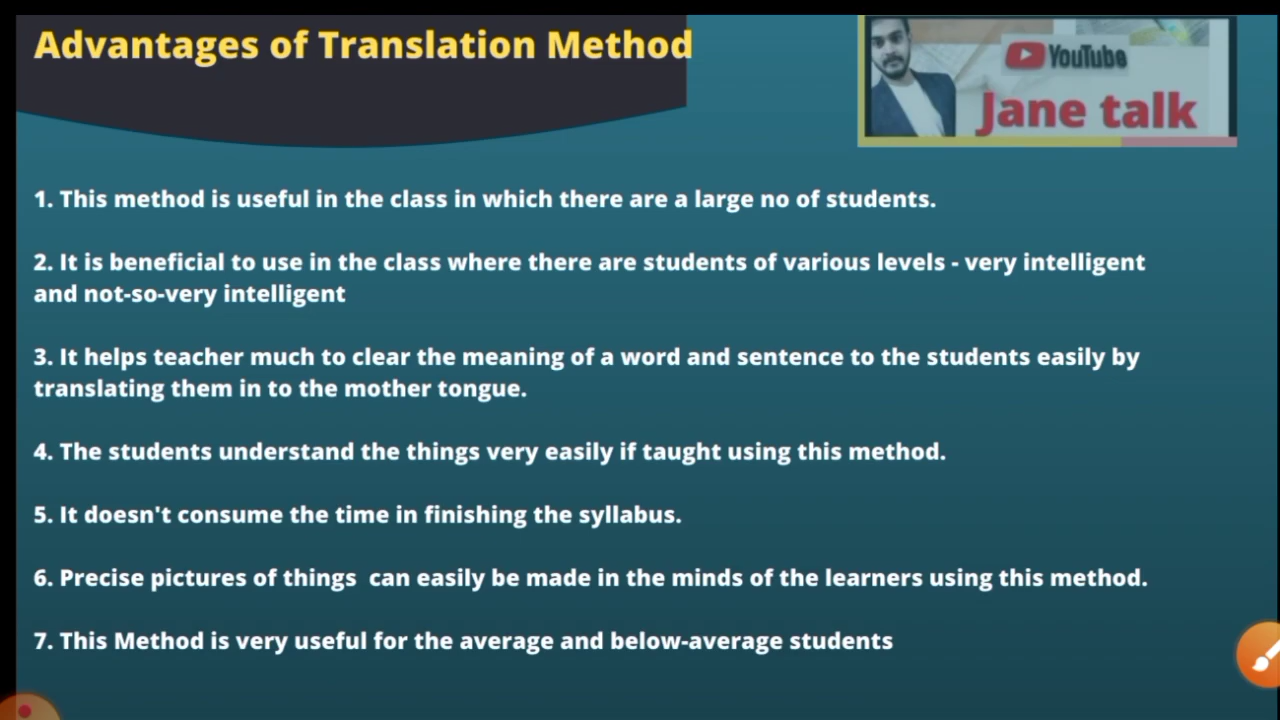 Advantages of Translation Method
YouTube
Jane talk
1. This method is useful in the class in which there are a large no of students.
2. It is beneficial to use in the class where there are students of various levels - very intelligent
and not-so-very intelligent
3. It helps teacher much to clear the meaning of a word and sentence to the students easily by
translating them in to the mother tongue.
4. The students understand the things very easily if taught using this method.
5. It doesn't consume the time in finishing the syllabus.
6. Precise pictures of things  can easily be made in the minds of the learners using this method.
7. This Method is very useful for the average and below-average students